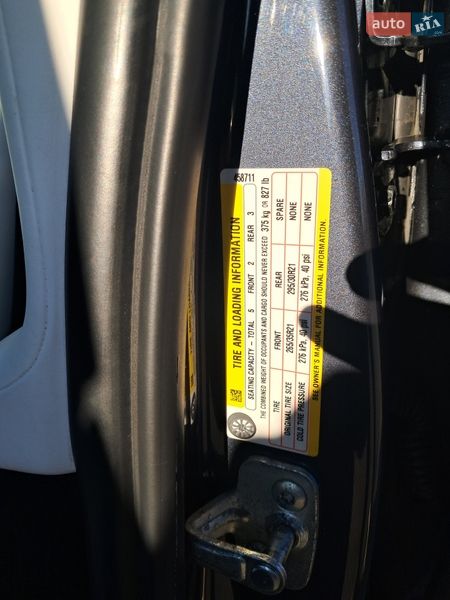 auto RIA
458711
TIRE AND LOADING INFORMATION
SEATING CAPACITY - TOTAL 5 FRONT 2 REAR 3
THE COMBINED WEIGHT OF OCCUPANTS AND CARGO SHOULD NEVER EXCEED 375 kg OR 827 lb
TIRE FRONT REAR SPARE
ORIGINAL TIRE SIZE 265/35R21 295/30R21 NONE
COLD TIRE PRESSURE 276 kPa, 40 psi 276 kPa, 40 psi NONE
SEE OWNER'S MANUAL FOR ADDITIONAL INFORMATION.